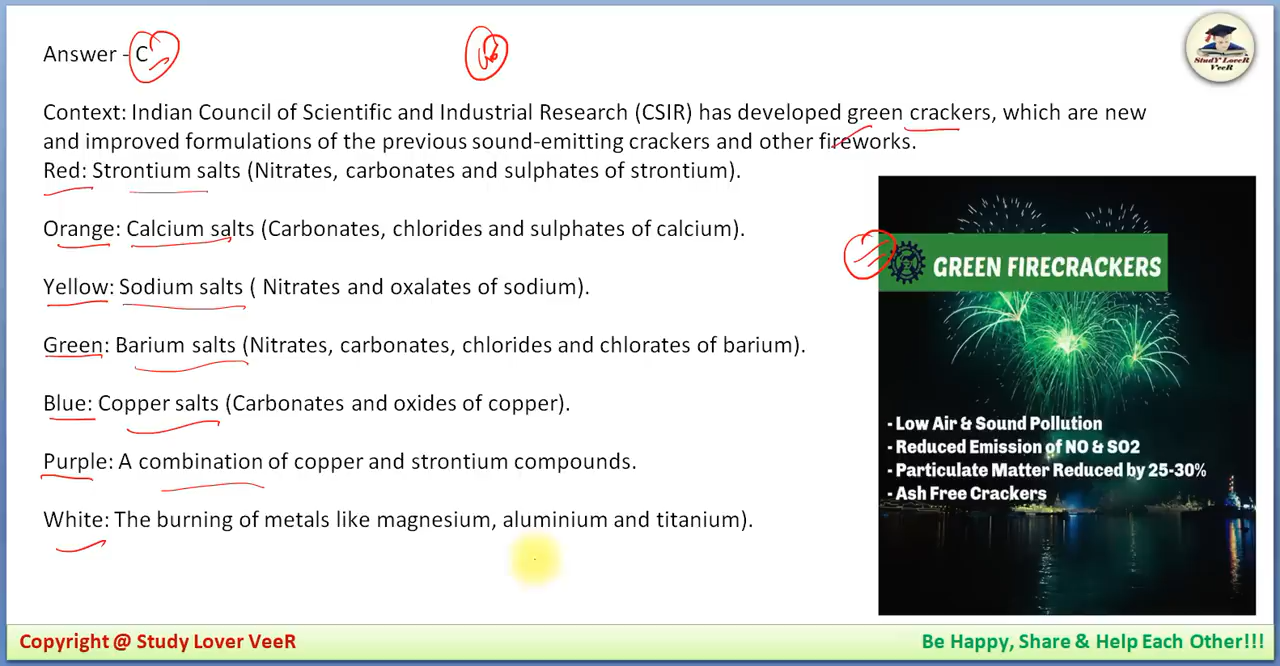 Answer - C
Context: Indian Council of Scientific and Industrial Research (CSIR) has developed green crackers, which are new
and improved formulations of the previous sound-emitting crackers and other fireworks.
Red: Strontium salts (Nitrates, carbonates and sulphates of strontium).
Orange: Calcium salts (Carbonates, chlorides and sulphates of calcium).
Yellow: Sodium salts ( Nitrates and oxalates of sodium).
Green: Barium salts (Nitrates, carbonates, chlorides and chlorates of barium).
Blue: Copper salts (Carbonates and oxides of copper).
Purple: A combination of copper and strontium compounds.
White: The burning of metals like magnesium, aluminium and titanium).
StudY LoveR
VeeR
GREEN FIRECRACKERS
- Low Air & Sound Pollution
- Reduced Emission of NO & SO2
- Particulate Matter Reduced by 25-30%
- Ash Free Crackers
Copyright @ Study Lover VeeR
Be Happy, Share & Help Each Other!!!